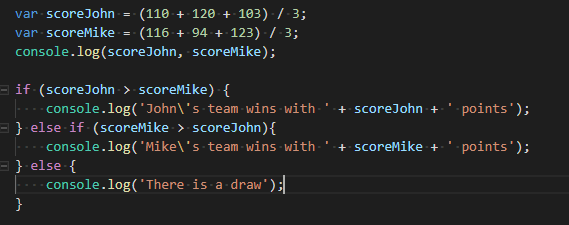 var scoreJohn = (110 + 120 + 103) / 3;
var scoreMike = (116 + 94 + 123) / 3;
console.log(scoreJohn, scoreMike);

if (scoreJohn > scoreMike) {
    console.log('John\'s team wins with ' + scoreJohn + ' points');
} else if (scoreMike > scoreJohn){
    console.log('Mike\'s team wins with ' + scoreMike + ' points');
} else {
    console.log('There is a draw');
}